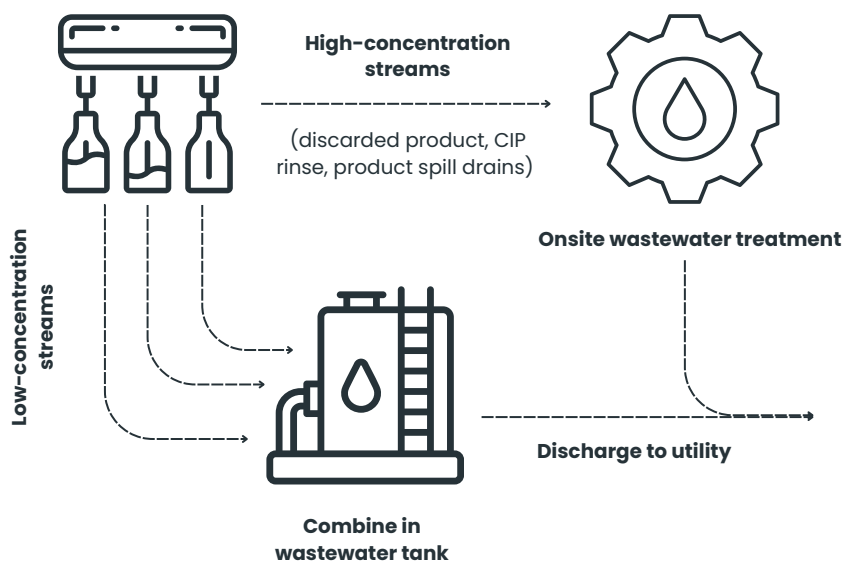 High-concentration
streams
(discarded product, CIP
rinse, product spill drains)
Onsite wastewater treatment
Low-concentration
streams
Discharge to utility
Combine in
wastewater tank